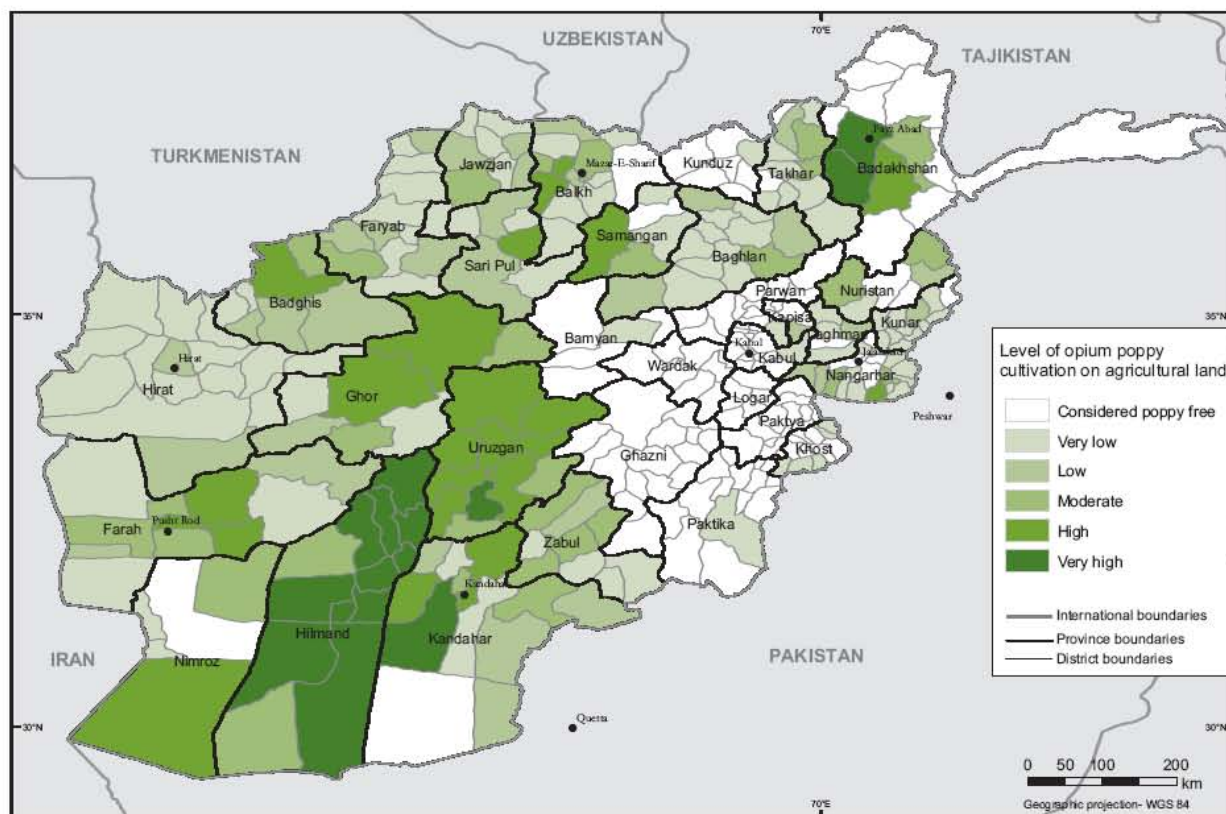 70°E
UZBEKISTAN
TAJIKISTAN
TURKMENISTAN
Jawzjan
Mazar-E-Sharif
Kunduz
Takhar
Faiz Abad
Badakhshan
Balkh
Faryab
Samangan
Baghlan
Sari Pul
Badghis
Parwan
Nuristan
35°N
Bamyan
Kapisa
Laghman
Kunar
35°N
Hirat
Hirat
Ghor
Wardak
Kabul
Kabul
Nangarhar
Logar
Paktya
Peshwar
Uruzgan
Ghazni
Khost
Farah
Pusht Rod
Zabul
Paktika
Kandahar
Hilmand
Kandahar
IRAN
Nimroz
PAKISTAN
Quetta
30°N
30°N
Level of opium poppy
cultivation on agricultural land
Considered poppy free
Very low
Low
Moderate
High
Very high
International boundaries
Province boundaries
District boundaries
0 50 100 150 200
km
70°E
Geographic projection- WGS 84